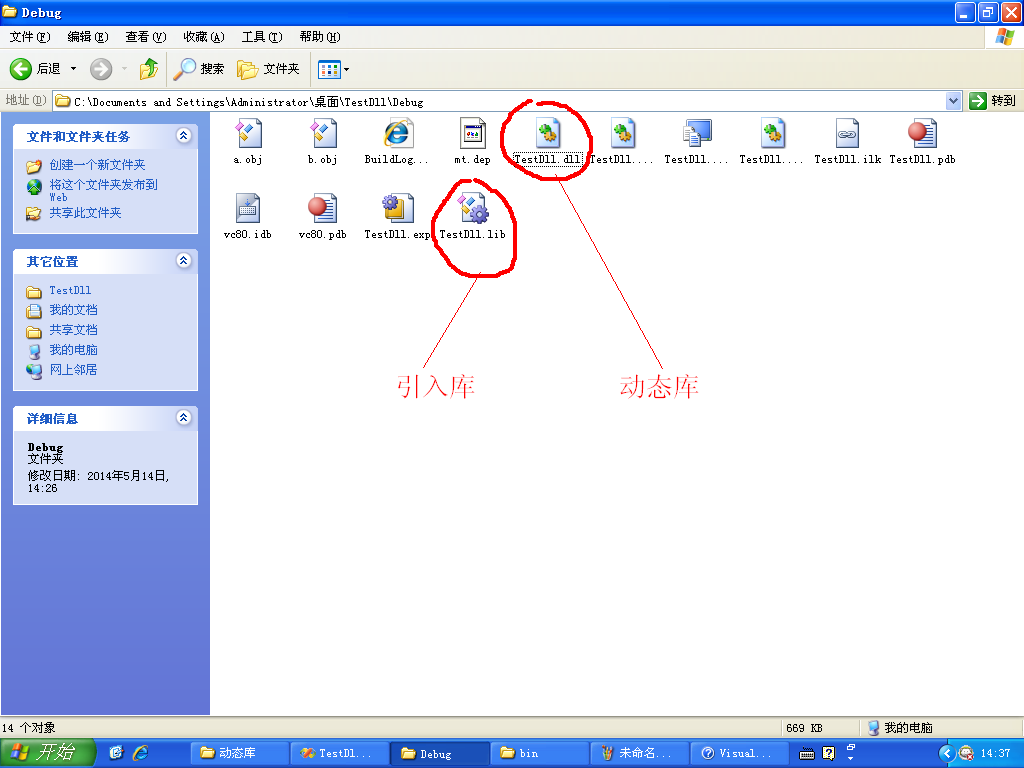 Debug
文件(F) 编辑(E) 查看(V) 收藏(A) 工具(T) 帮助(H)
后退 搜索 文件夹
地址(D) C:\Documents and Settings\Administrator\桌面\TestDll\Debug 转到
文件和文件夹任务
创建一个新文件夹
将这个文件夹发布到
Web
共享此文件夹
其它位置
TestDll
我的文档
共享文档
我的电脑
网上邻居
详细信息
Debug
文件夹
修改日期: 2014年5月14日,
14:26
a.obj b.obj BuildLog... mt.dep TestDll.dll TestDll.... TestDll.... TestDll.... TestDll.ilk TestDll.pdb
vc80.idb vc80.pdb TestDll.exp TestDll.lib
引入库 动态库
14 个对象 669 KB 我的电脑
开始 动态库 TestDl... Debug bin 未命名... Visual... 14:37